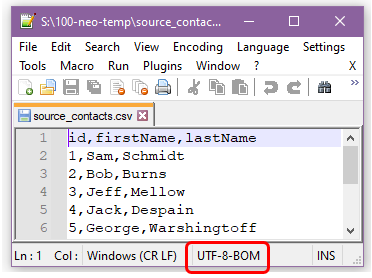 S:\100-neo-temp\source_contac...
File Edit Search View Encoding Language Settings
Tools Macro Run Plugins Window ? X
source_contacts.csv
1 id,firstName,lastName
2 1,Sam,Schmidt
3 2,Bob,Burns
4 3,Jeff,Mellow
5 4,Jack,Despain
6 5,George,Warshingtoff
Ln : 1 Col : Windows (CR LF) UTF-8-BOM INS